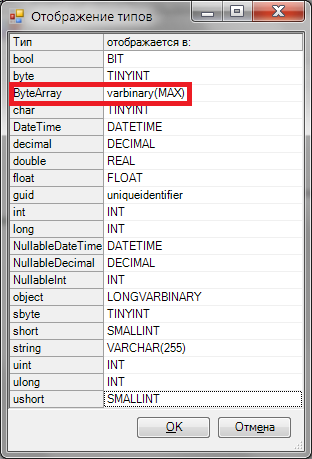 Отображение типов
Тип отображается в:
bool BIT
byte TINYINT
ByteArray varbinary(MAX)
char TINYINT
DateTime DATETIME
decimal DECIMAL
double REAL
float FLOAT
guid uniqueidentifier
int INT
long INT
NullableDateTime DATETIME
NullableDecimal DECIMAL
NullableInt INT
object LONGVARBINARY
sbyte TINYINT
short SMALLINT
string VARCHAR(255)
uint INT
ulong INT
ushort SMALLINT
OK Отмена